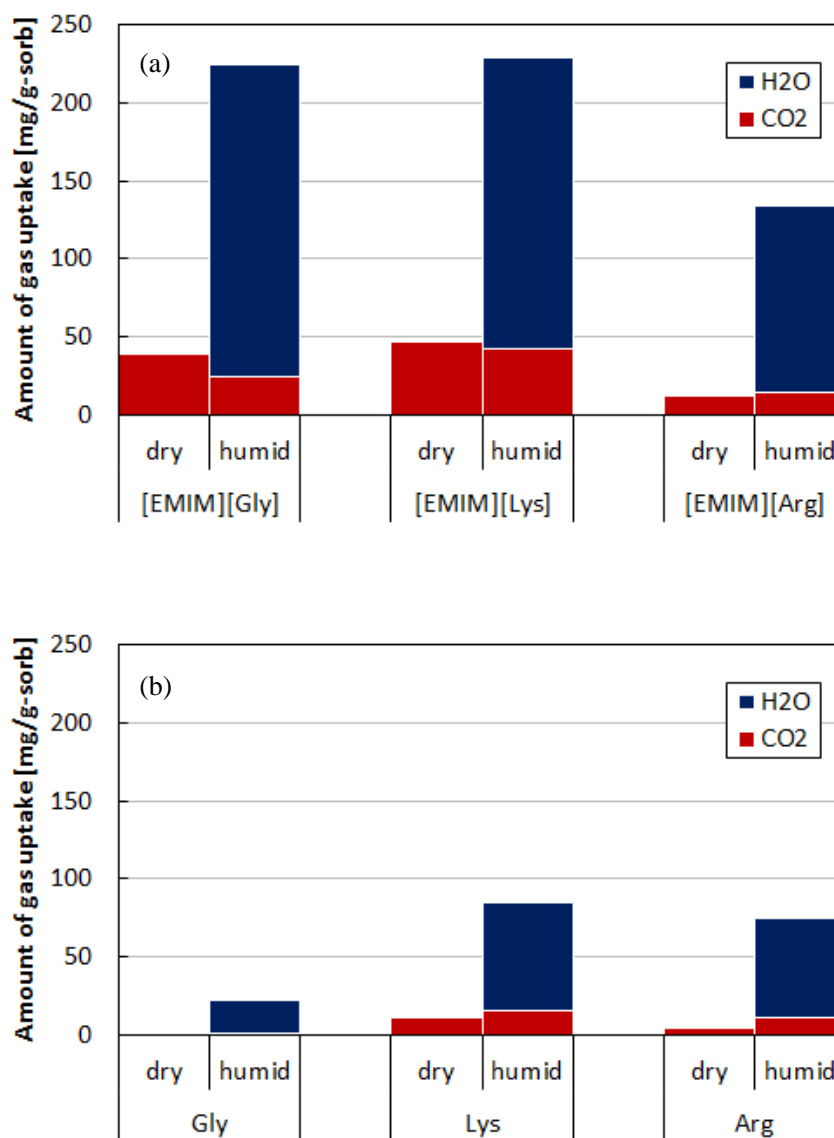 (a)
H2O
CO2
Amount of gas uptake [mg/g-sorb]
250
200
150
100
50
0
dry humid dry humid dry humid
[EMIM][Gly] [EMIM][Lys] [EMIM][Arg]
(b)
H2O
CO2
Amount of gas uptake [mg/g-sorb]
250
200
150
100
50
0
dry humid dry humid dry humid
Gly Lys Arg